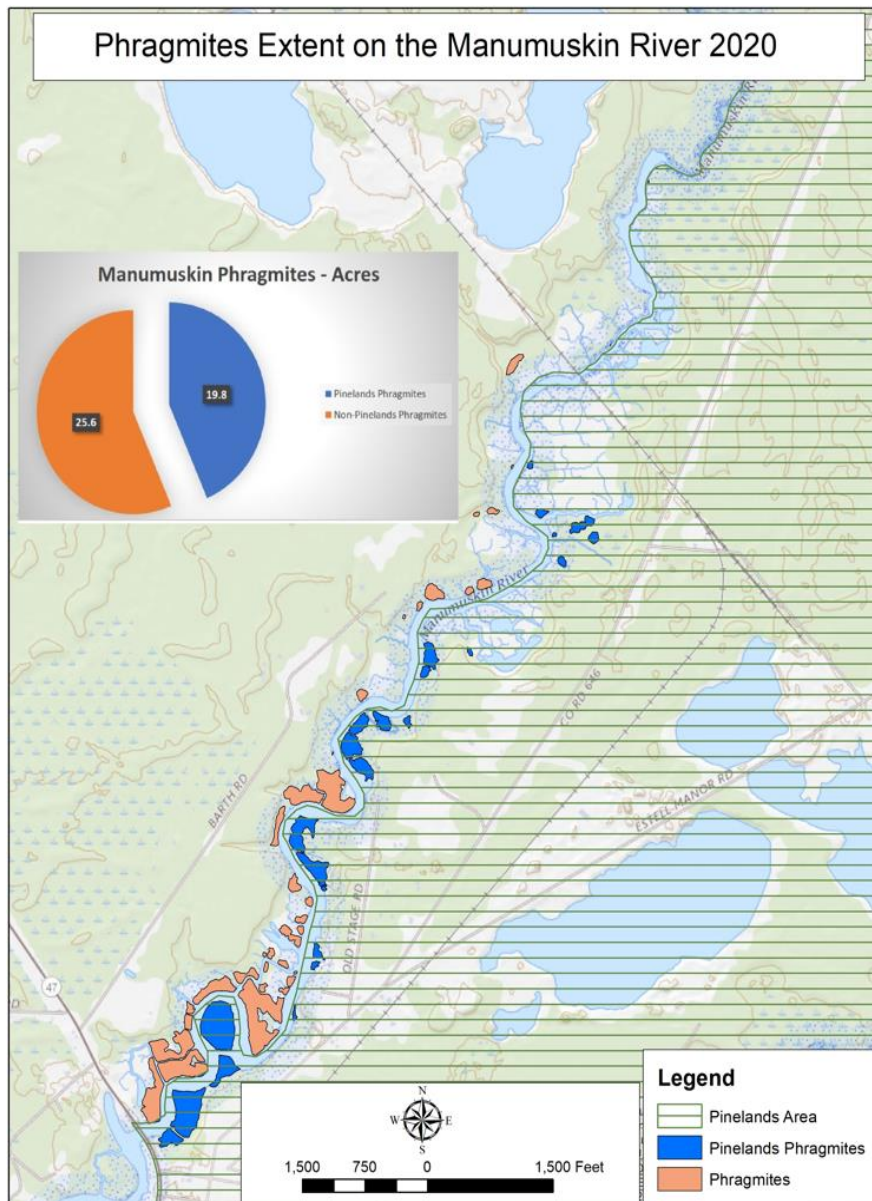 Phragmites Extent on the Manumuskin River 2020
Manumuskin Ri
Manumuskin Phragmites - Acres
19.8
25.6
Pinelands Phragmites
Non-Pinelands Phragmites
Manumuskin River
CO RD 646
BARTH RD
ESTELL MANOR RD
OLD STAGE RD
47
D
N
W E
S
1,500 750 0 1,500 Feet
Legend
Pinelands Area
Pinelands Phragmites
Phragmites